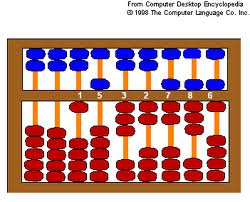 From Computer Desktop Encyclopedia
© 1998 The Computer Language Co. Inc.
1 5 3 2 7 8 6